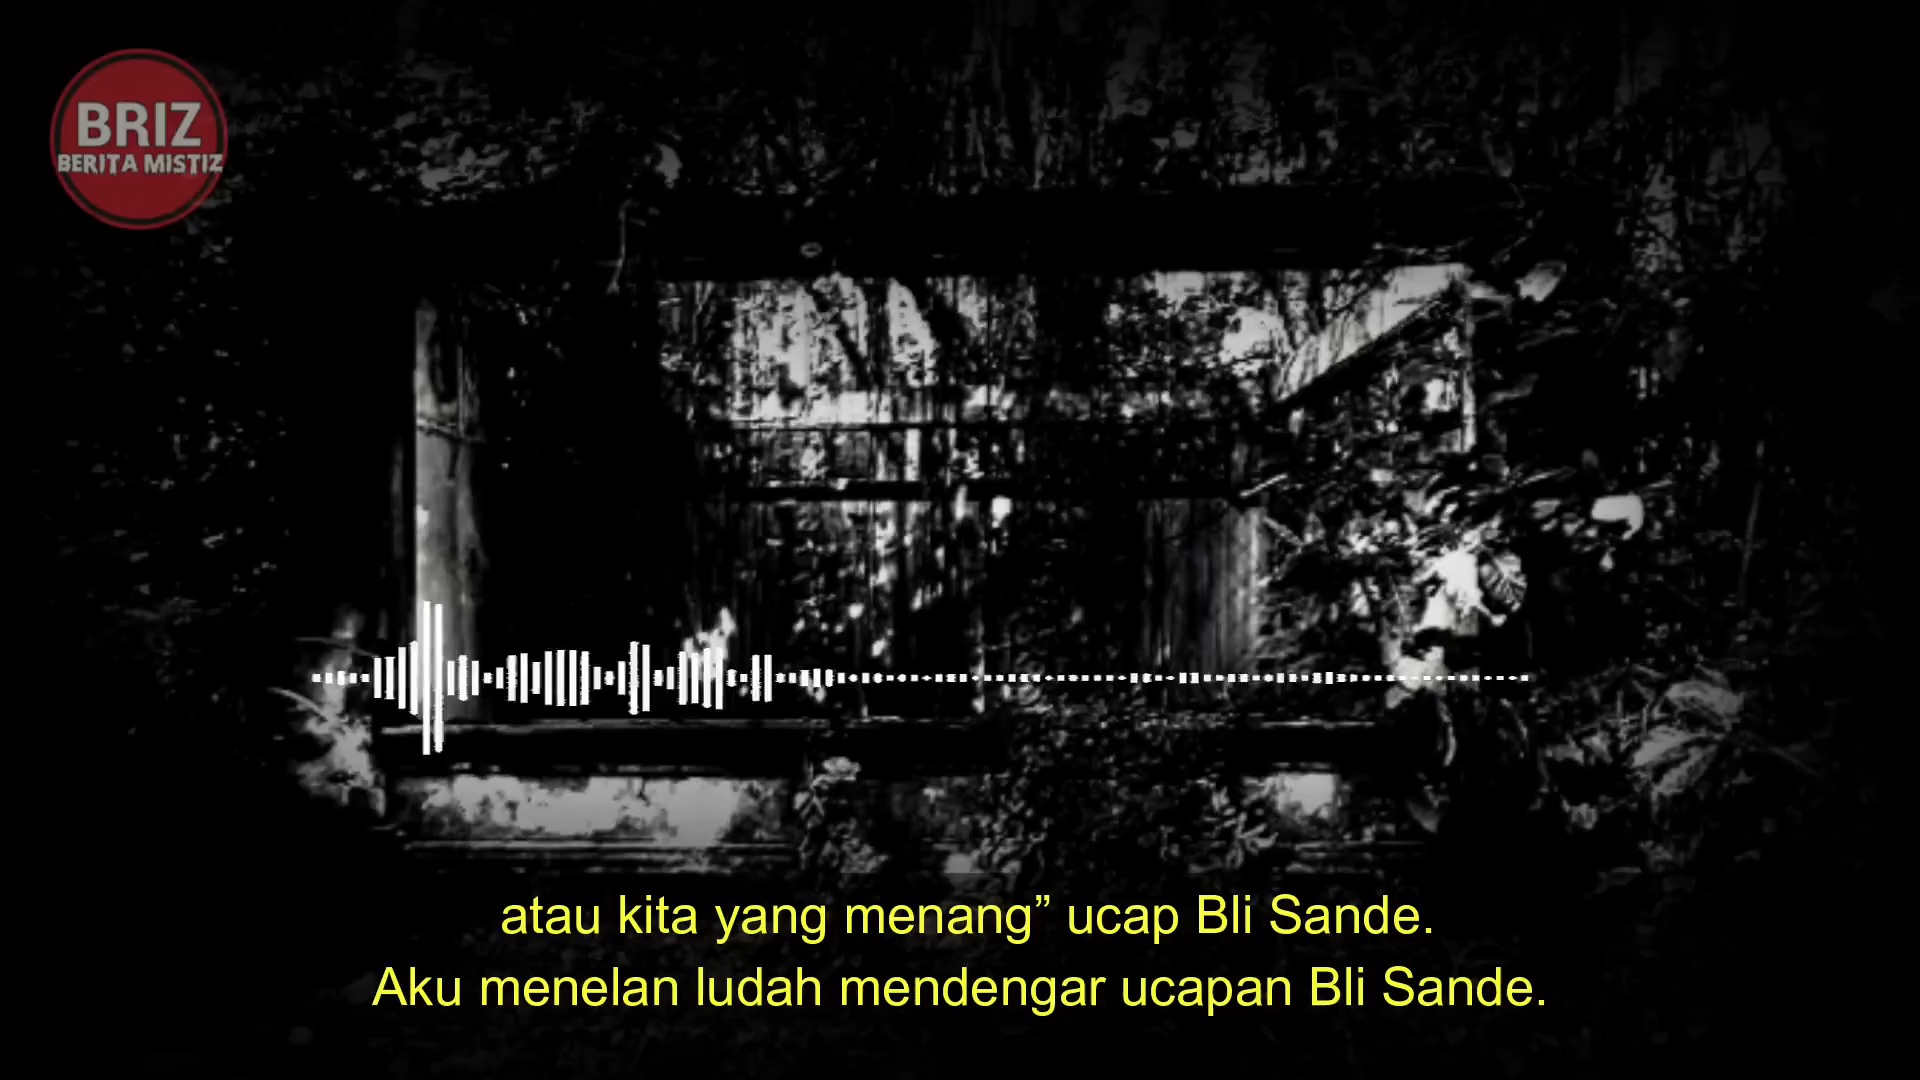 BRIZ
BERITA MISTIZ
atau kita yang menang” ucap Bli Sande.
Aku menelan ludah mendengar ucapan Bli Sande.